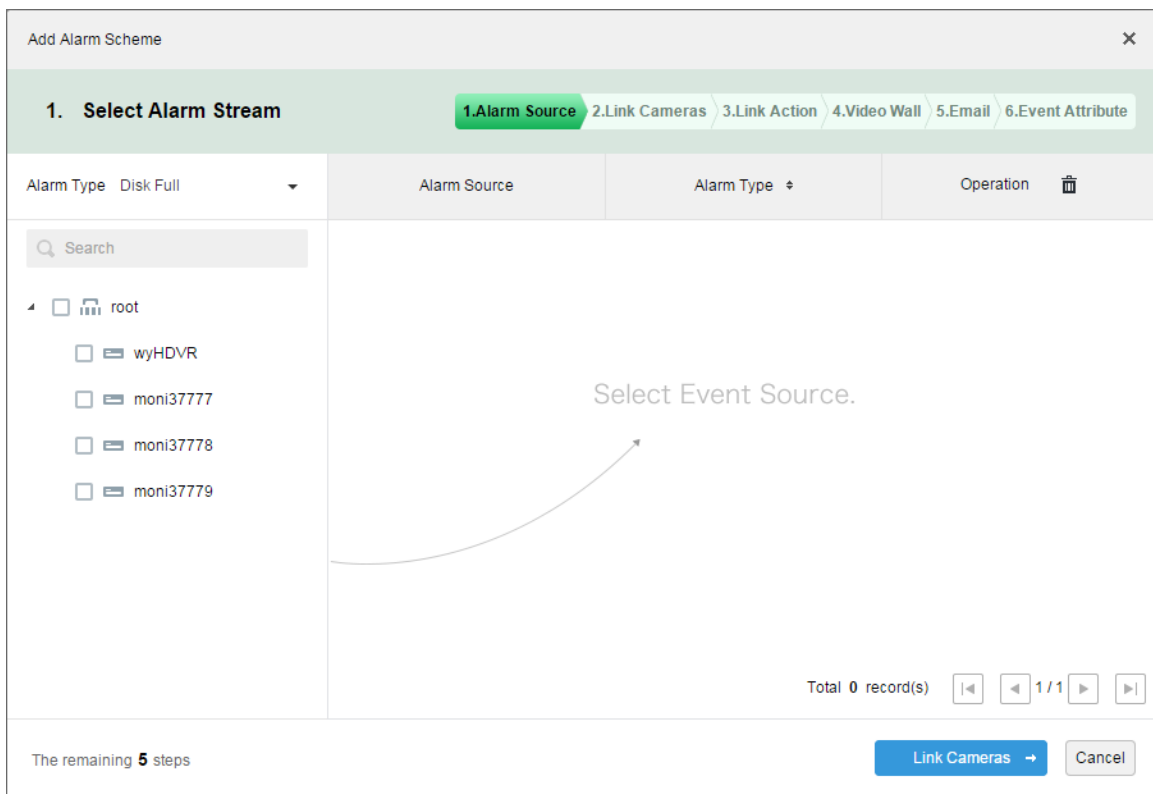 Add Alarm Scheme
1. Select Alarm Stream
1.Alarm Source 2.Link Cameras 3.Link Action 4.Video Wall 5.Email 6.Event Attribute
Alarm Type Disk Full
Alarm Source Alarm Type Operation
Search
root
wyHDVR
moni37777
moni37778
moni37779
Select Event Source.
Total 0 record(s) 1 / 1
The remaining 5 steps
Link Cameras
Cancel